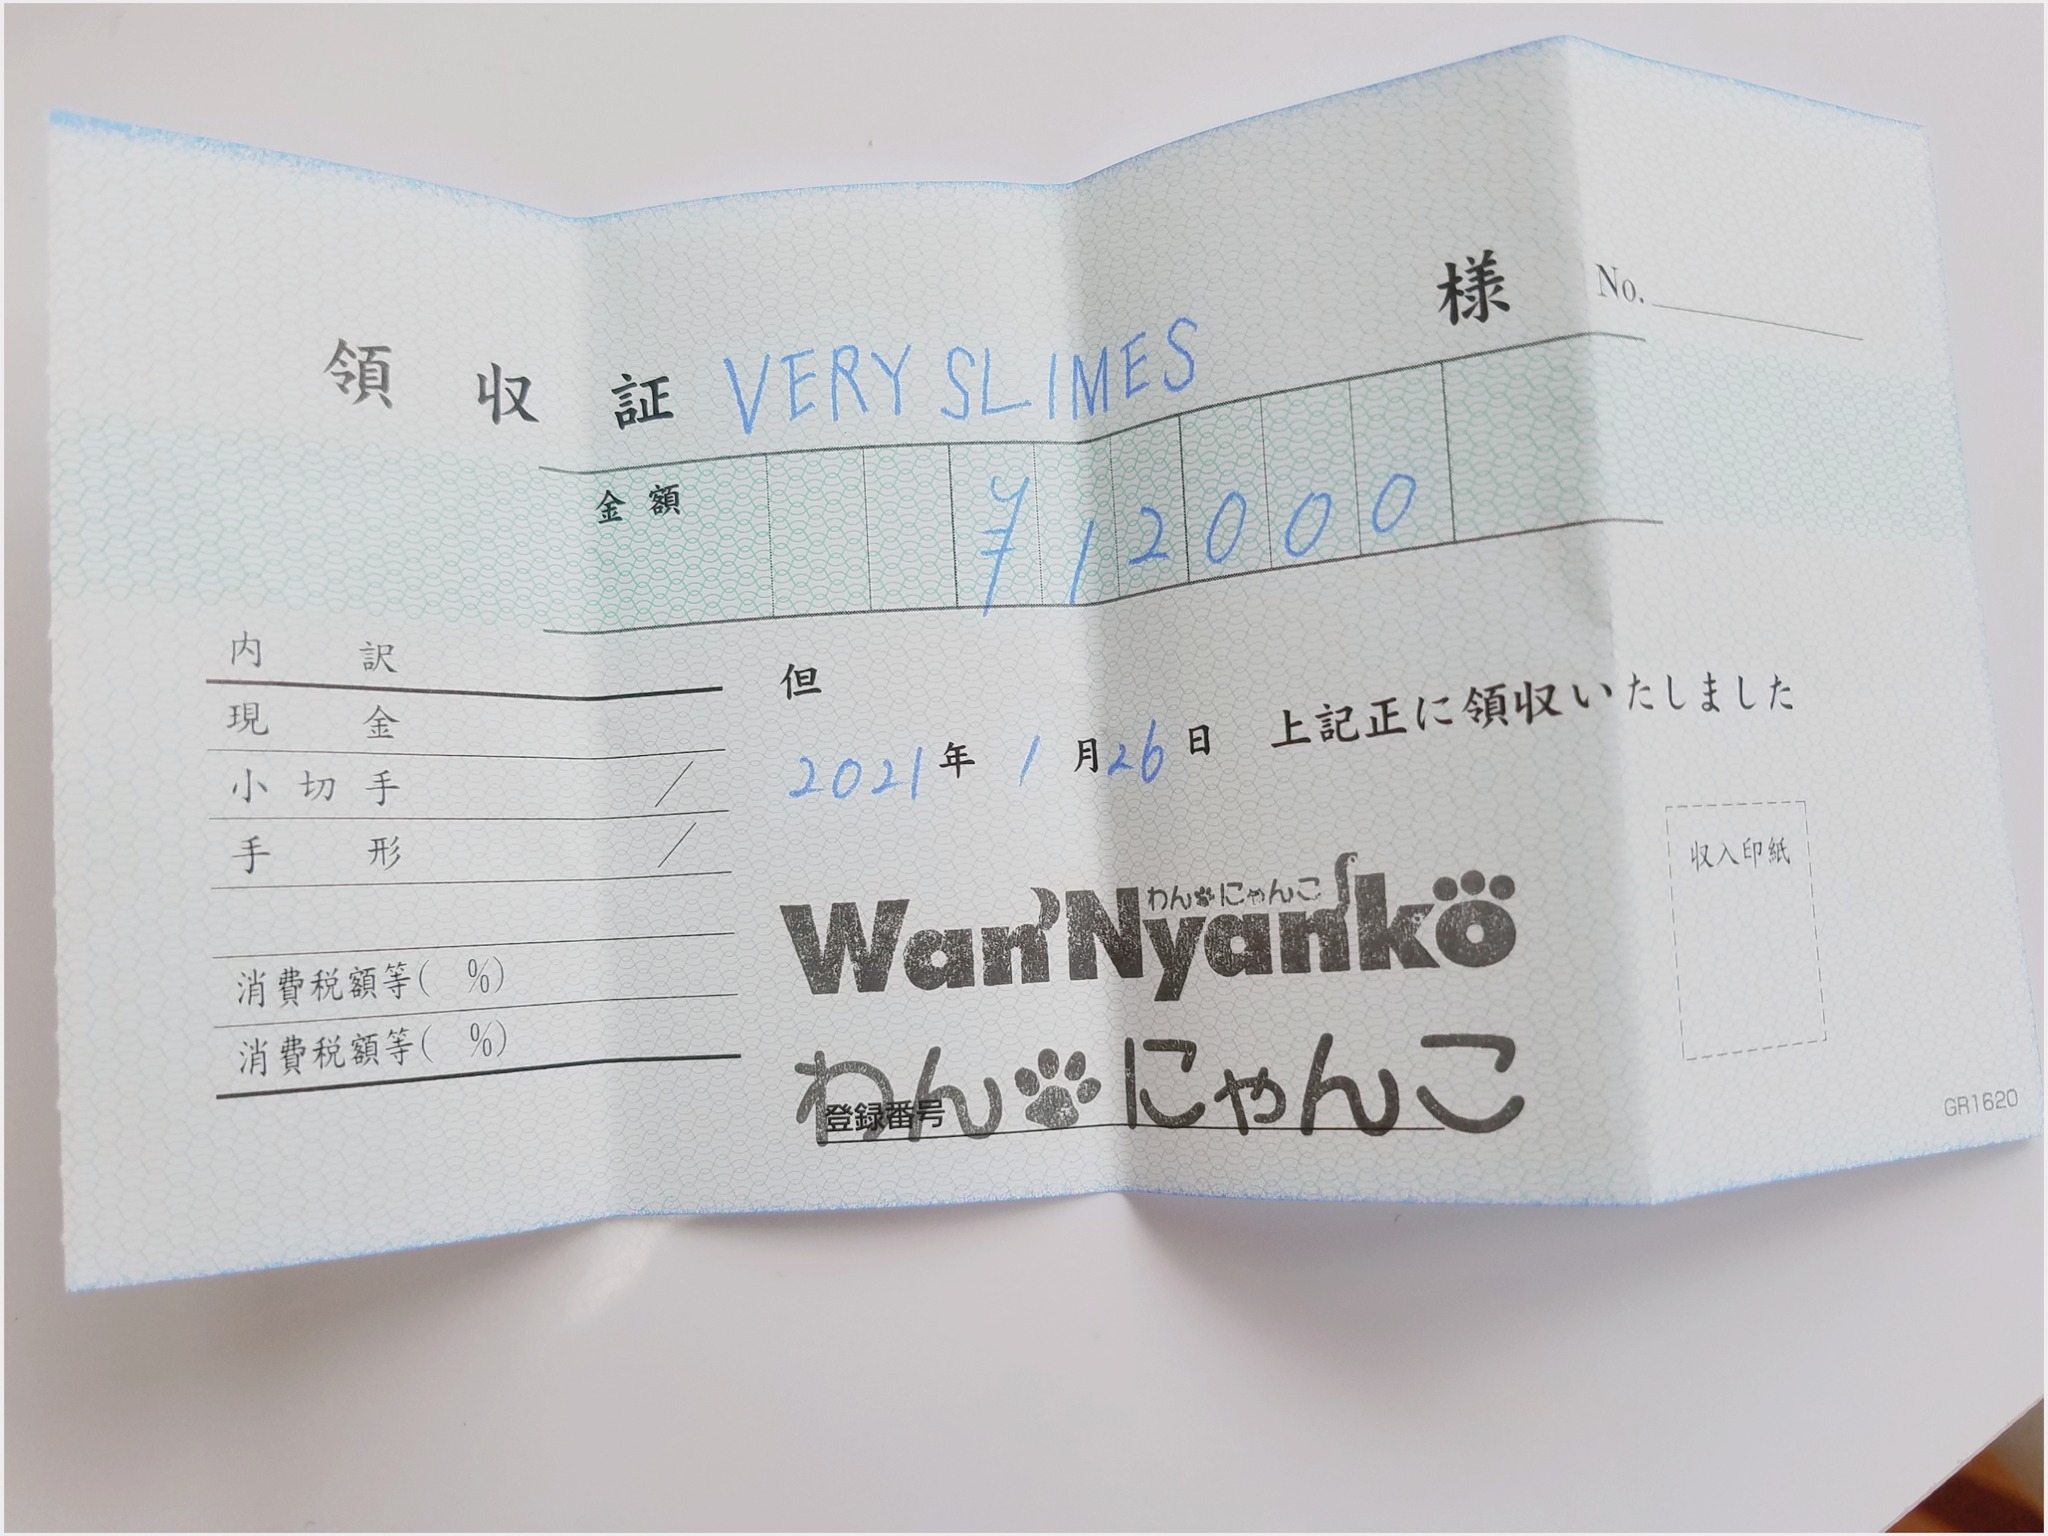 領収証 VERY SLIMES 様 No.
金額 ¥12000
内訳
現金
小切手 /
手形 /
消費税額等( %)
消費税額等( %)
但
2021年1月26日 上記正に領収いたしました
収入印紙
わんにゃんこ
Wan'Nyanko
わんにゃんこ
登録番号
GR1620